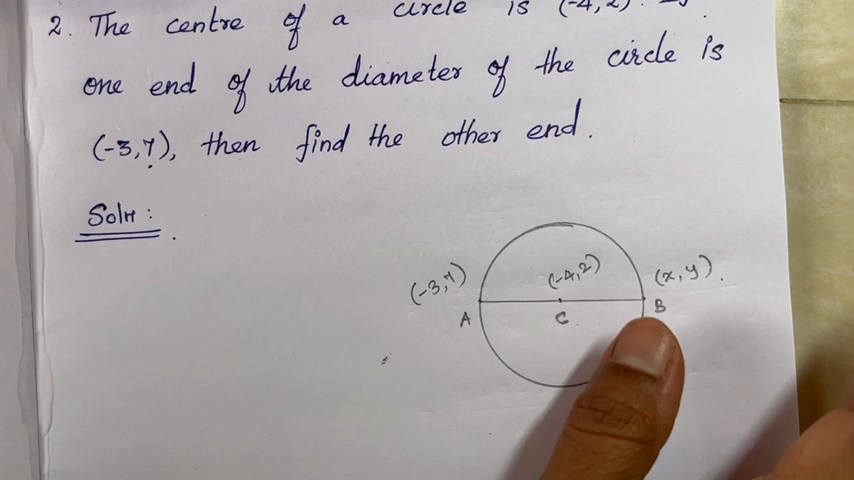 2. The centre of a circle is (-4,2). If
one end of the diameter of the circle is
(-3,7), then find the other end.
Soln :
(-3,7) (-4,2) (x,y).
A C B